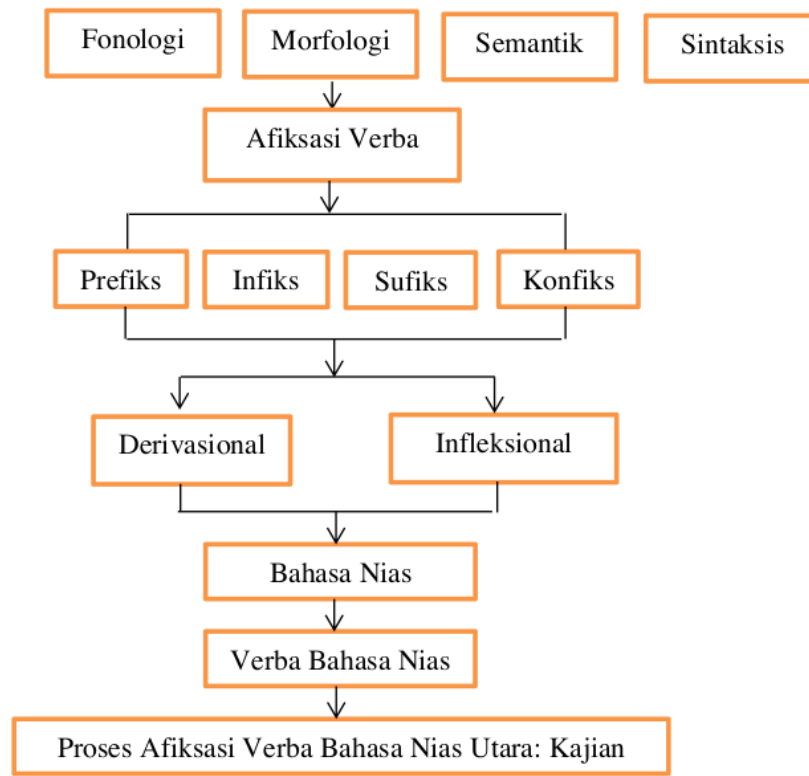 Fonologi
Morfologi
Semantik
Sintaksis
Afiksasi Verba
Prefiks
Infiks
Sufiks
Konfiks
Derivasional
Infleksional
Bahasa Nias
Verba Bahasa Nias
Proses Afiksasi Verba Bahasa Nias Utara: Kajian